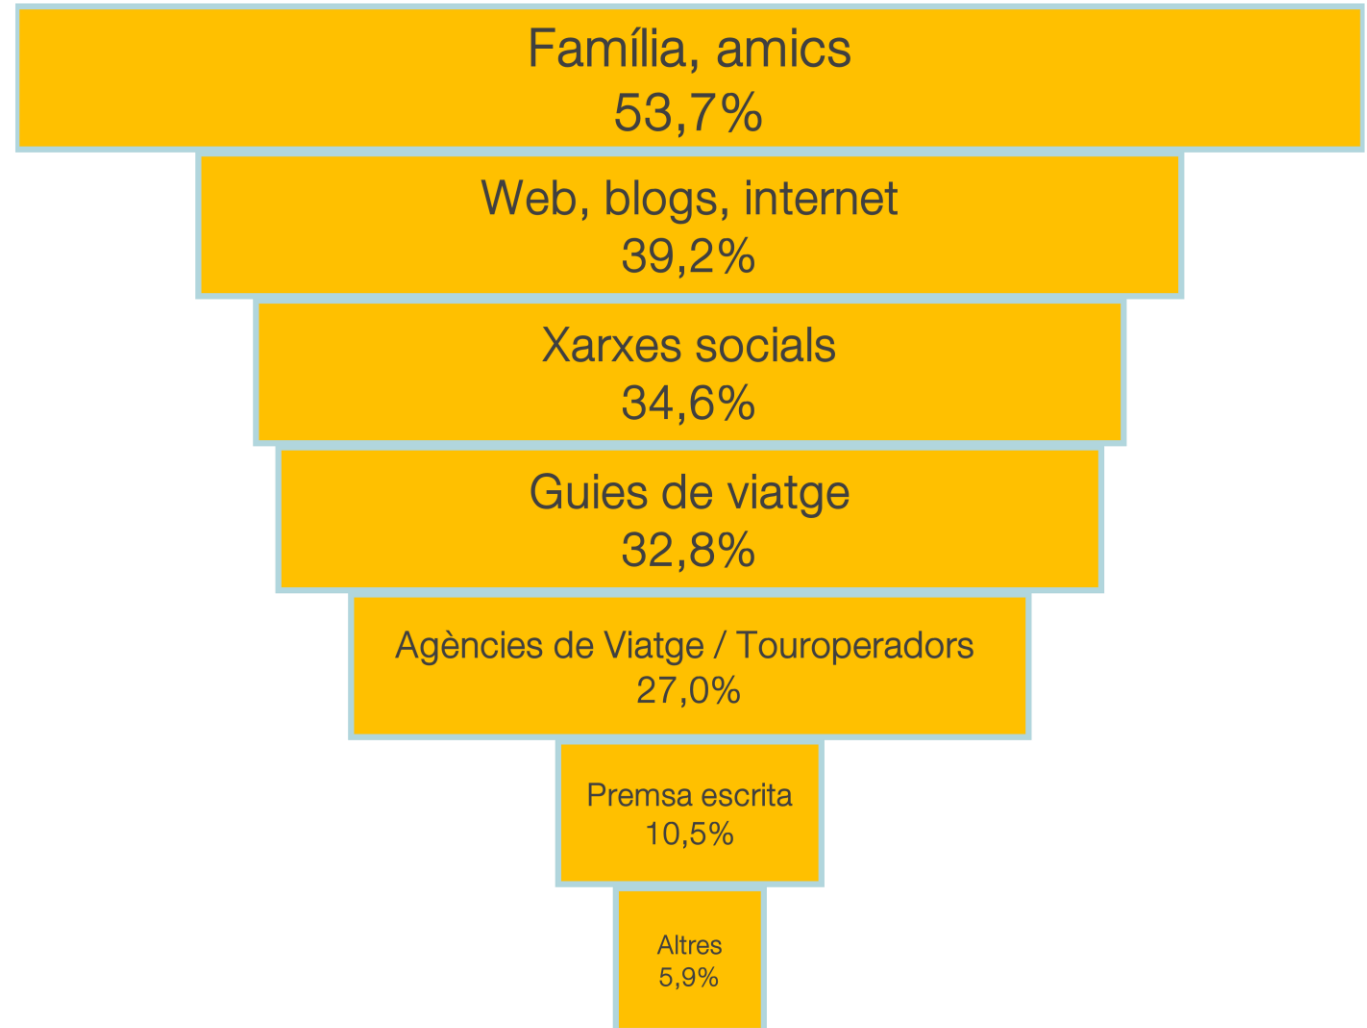 Família, amics
53,7%
Web, blogs, internet
39,2%
Xarxes socials
34,6%
Guies de viatge
32,8%
Agències de Viatge / Touroperadors
27,0%
Premsa escrita
10,5%
Altres
5,9%